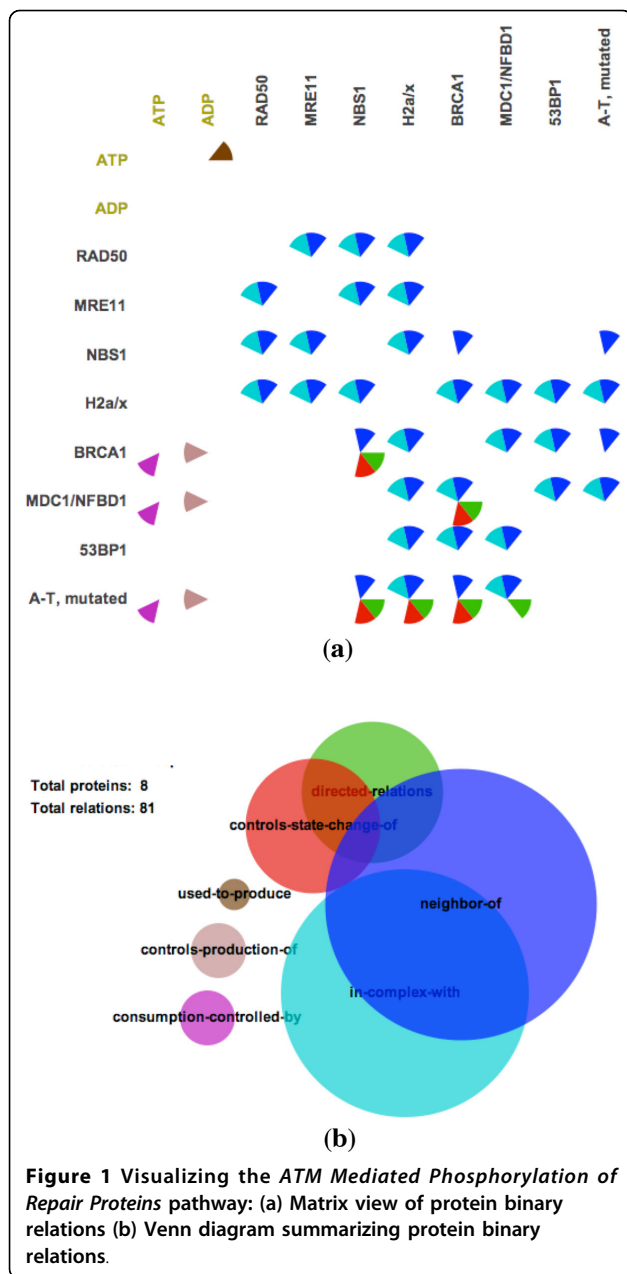 ATP
ADP
RAD50
MRE11
NBS1
H2a/x
BRCA1
MDC1/NFBD1
53BP1
A-T, mutated
ATP
ADP
RAD50
MRE11
NBS1
H2a/x
BRCA1
MDC1/NFBD1
53BP1
A-T, mutated
(a)
Total proteins: 8
Total relations: 81
directed-relations
controls-state-change-of
used-to-produce
neighbor-of
controls-production-of
in-complex-with
consumption-controlled-by
(b)
Figure 1 Visualizing the ATM Mediated Phosphorylation of
Repair Proteins pathway: (a) Matrix view of protein binary
relations (b) Venn diagram summarizing protein binary
relations.